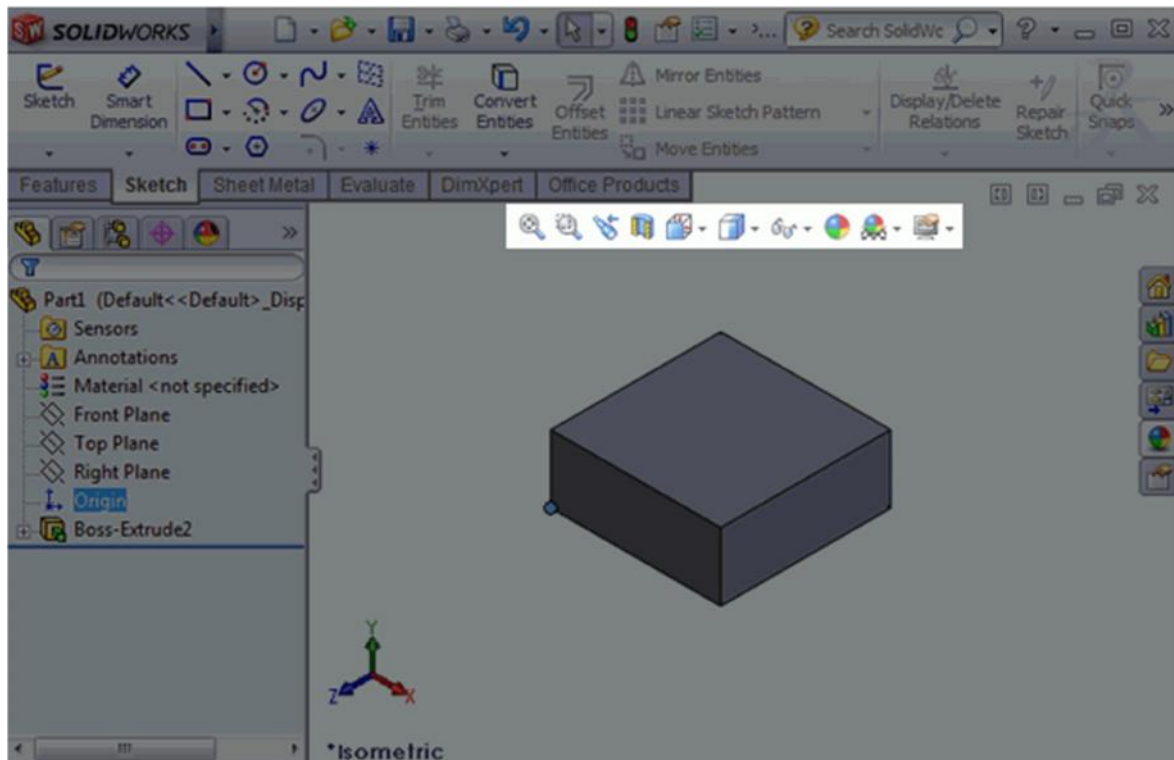 SOLIDWORKS
Search SolidWc
Sketch
Smart Dimension
Trim Entities
Convert Entities
Offset Entities
Mirror Entities
Linear Sketch Pattern
Move Entities
Display/Delete Relations
Repair Sketch
Quick Snaps
Features Sketch Sheet Metal Evaluate DimXpert Office Products
Part1 (Default<<Default>_Disp
Sensors
Annotations
Material <not specified>
Front Plane
Top Plane
Right Plane
Origin
Boss-Extrude2
Y
Z X
*Isometric